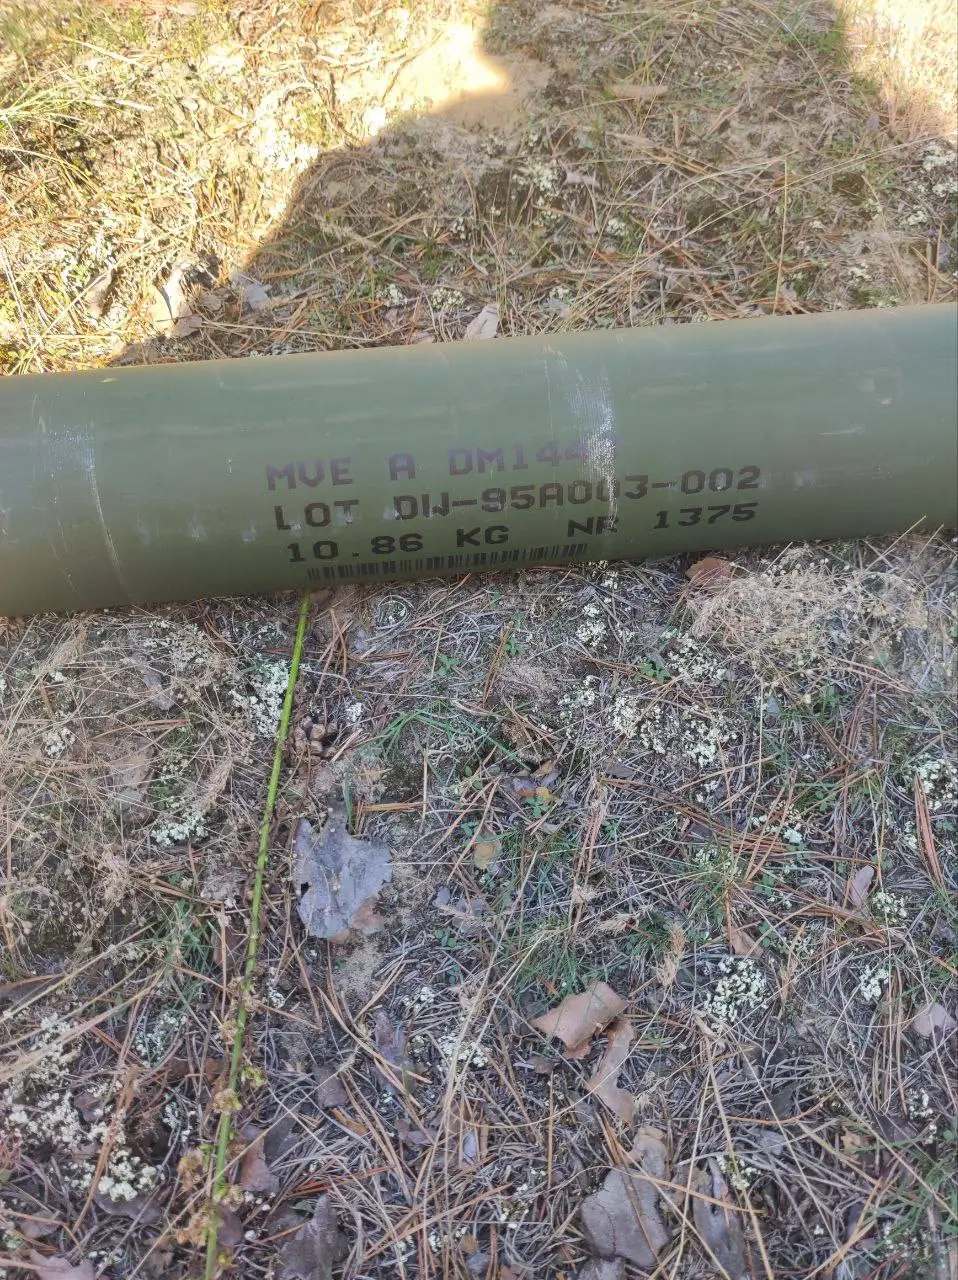 MVE A
LOT DW-95A003-002
10.86 KG NR 1375